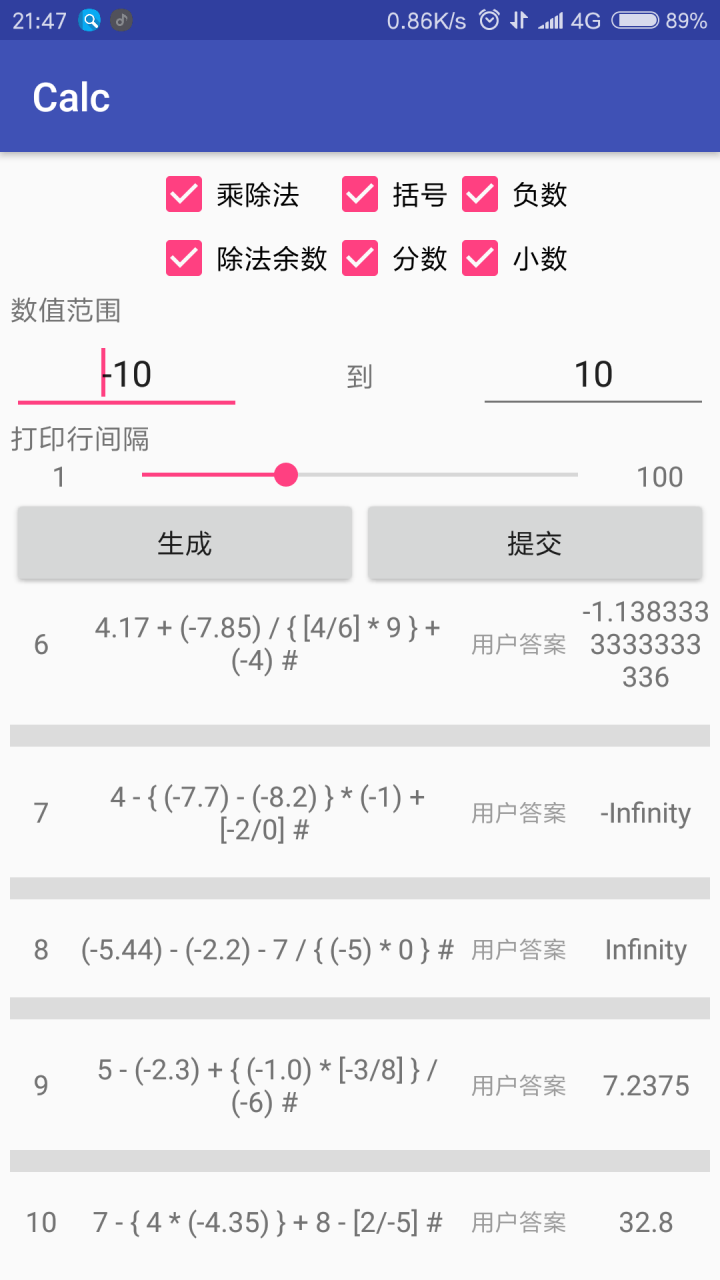 21:47 0.86K/s 4G 89%
Calc
乘除法 括号 负数
除法余数 分数 小数
数值范围
-10 到 10
打印行间隔
1 100
生成 提交
6 4.17 + (-7.85) / { [4/6] * 9 } + 用户答案 -1.138333
(-4) # 3333333
336
7 4 - { (-7.7) - (-8.2) } * (-1) + 用户答案 -Infinity
[-2/0] #
8 (-5.44) - (-2.2) - 7 / { (-5) * 0 } # 用户答案 Infinity
9 5 - (-2.3) + { (-1.0) * [-3/8] } / 用户答案 7.2375
(-6) #
10 7 - { 4 * (-4.35) } + 8 - [2/-5] # 用户答案 32.8